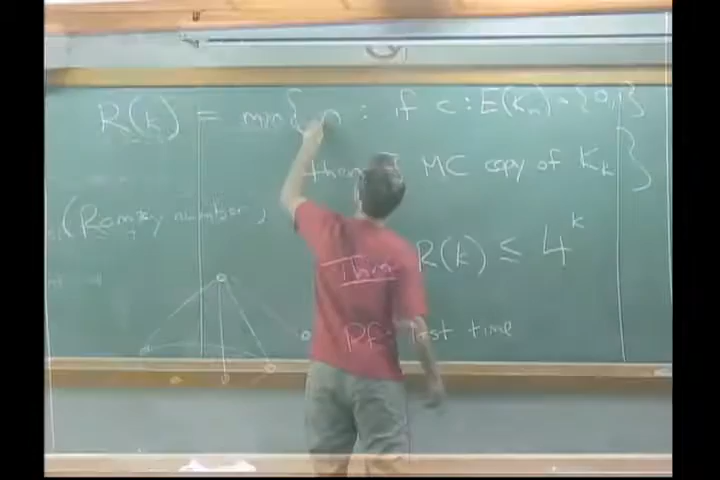 R(k) = min{ n : if c : E(Kn) → {0,1}
then ∃ MC copy of Kk }
(Ramsey number)
Thm R(k) ≤ 4^k
Pf: last time